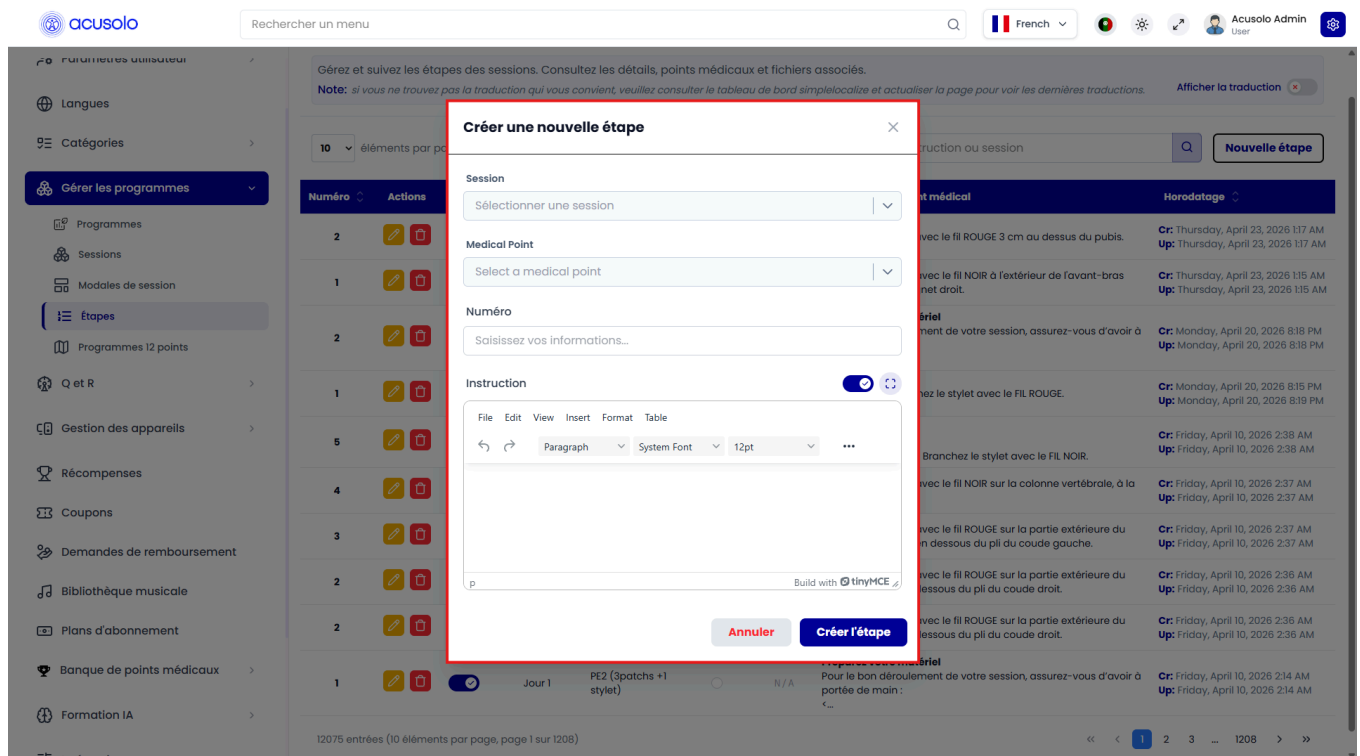 acusolo
Rechercher un menu
French
Acusolo Admin
User
Paramètres utilisateur
Langues
Catégories
Gérer les programmes
Programmes
Sessions
Modales de session
Étapes
Programmes 12 points
Q et R
Gestion des appareils
Récompenses
Coupons
Demandes de remboursement
Bibliothèque musicale
Plans d'abonnement
Banque de points médicaux
Formation IA
Gérez et suivez les étapes des sessions. Consultez les détails, points médicaux et fichiers associés.
Note: si vous ne trouvez pas la traduction qui vous convient, veuillez consulter le tableau de bord simplelocalize et actualiser la page pour voir les dernières traductions.
Afficher la traduction
10 éléments par
ruction ou session
Nouvelle étape
Numéro Actions
nt médical Horodatage
2 avec le fil ROUGE 3 cm au dessus du pubis. Cr: Thursday, April 23, 2026 1:17 AM
Up: Thursday, April 23, 2026 1:17 AM
1 avec le fil NOIR à l'extérieur de l'avant-bras Cr: Thursday, April 23, 2026 1:15 AM
net droit. Up: Thursday, April 23, 2026 1:15 AM
ériel
2 ment de votre session, assurez-vous d'avoir à Cr: Monday, April 20, 2026 8:18 PM
Up: Monday, April 20, 2026 8:18 PM
1 nez le stylet avec le FIL ROUGE. Cr: Monday, April 20, 2026 8:15 PM
Up: Monday, April 20, 2026 8:19 PM
5 Cr: Friday, April 10, 2026 2:38 AM
Branchez le stylet avec le FIL NOIR. Up: Friday, April 10, 2026 2:38 AM
4 avec le fil NOIR sur la colonne vertébrale, à la Cr: Friday, April 10, 2026 2:37 AM
Up: Friday, April 10, 2026 2:37 AM
3 avec le fil ROUGE sur la partie extérieure du Cr: Friday, April 10, 2026 2:37 AM
n dessous du pli du coude gauche. Up: Friday, April 10, 2026 2:37 AM
2 avec le fil ROUGE sur la partie extérieure du Cr: Friday, April 10, 2026 2:36 AM
dessous du pli du coude droit. Up: Friday, April 10, 2026 2:36 AM
2 avec le fil ROUGE sur la partie extérieure du Cr: Friday, April 10, 2026 2:36 AM
dessous du pli du coude droit. Up: Friday, April 10, 2026 2:36 AM
Préparez votre matériel
1 Jour 1 PE2 (3patchs +1 stylet) N/A Pour le bon déroulement de votre session, assurez-vous d'avoir à Cr: Friday, April 10, 2026 2:14 AM
portée de main : Up: Friday, April 10, 2026 2:14 AM
<...
12075 entrées (10 éléments par page, page 1 sur 1208)
« < 1 2 3 ... 1208 > »
Créer une nouvelle étape
Session
Sélectionner une session
Medical Point
Select a medical point
Numéro
Saisissez vos informations...
Instruction
File Edit View Insert Format Table
Paragraph System Font 12pt ...
p Build with tinyMCE
Annuler Créer l'étape